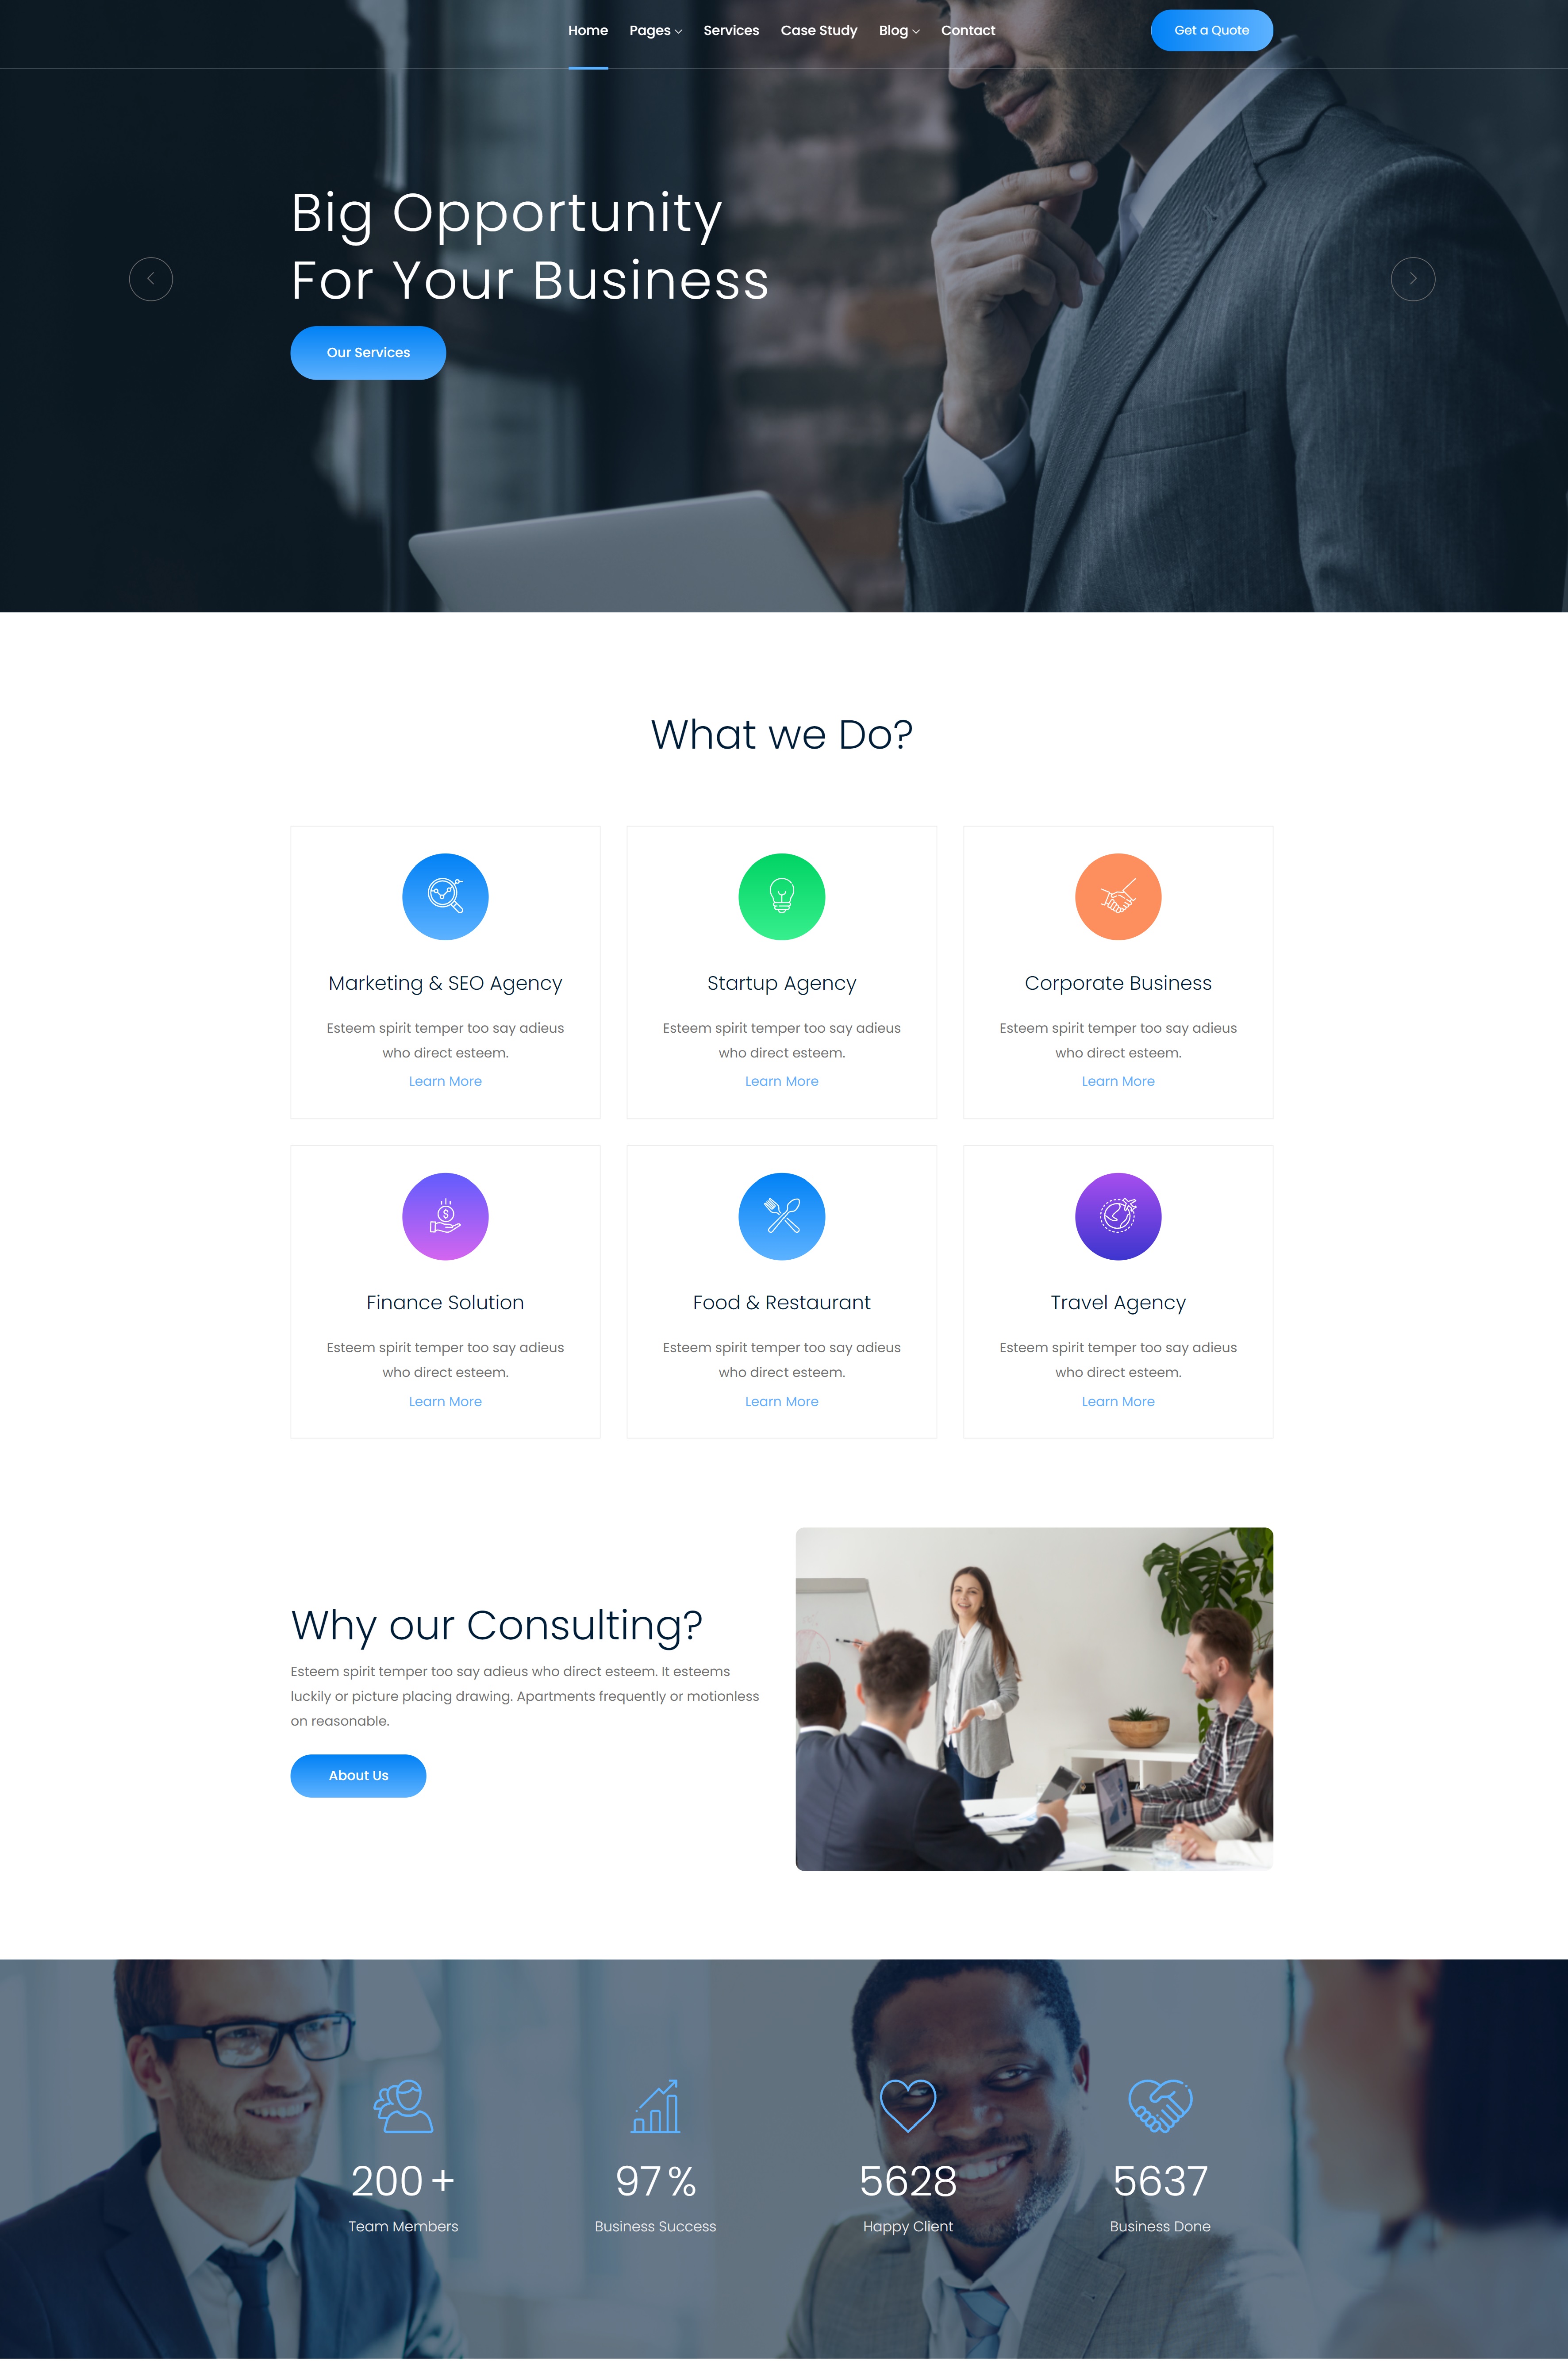 Home Pages Services Case Study Blog Contact Get a Quote
Big Opportunity
For Your Business
Our Services
What we Do?
Marketing & SEO Agency
Esteem spirit temper too say adieus
who direct esteem.
Learn More
Startup Agency
Esteem spirit temper too say adieus
who direct esteem.
Learn More
Corporate Business
Esteem spirit temper too say adieus
who direct esteem.
Learn More
Finance Solution
Esteem spirit temper too say adieus
who direct esteem.
Learn More
Food & Restaurant
Esteem spirit temper too say adieus
who direct esteem.
Learn More
Travel Agency
Esteem spirit temper too say adieus
who direct esteem.
Learn More
Why our Consulting?
Esteem spirit temper too say adieus who direct esteem. It esteems
luckily or picture placing drawing. Apartments frequently or motionless
on reasonable.
About Us
200+
Team Members
97%
Business Success
5628
Happy Client
5637
Business Done